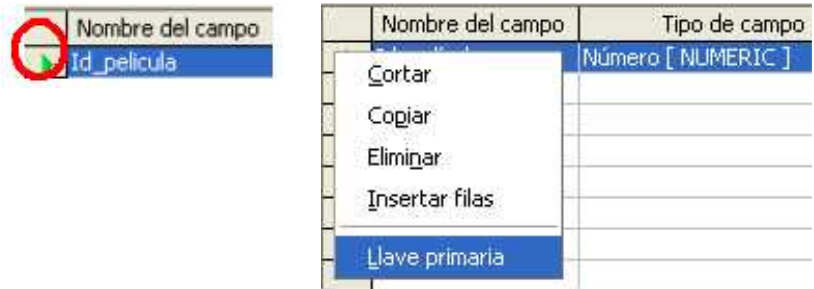 Nombre del campo
Id_pelicula
Nombre del campo Tipo de campo
Número [ NUMERIC ]
Cortar
Copiar
Eliminar
Insertar filas
Llave primaria